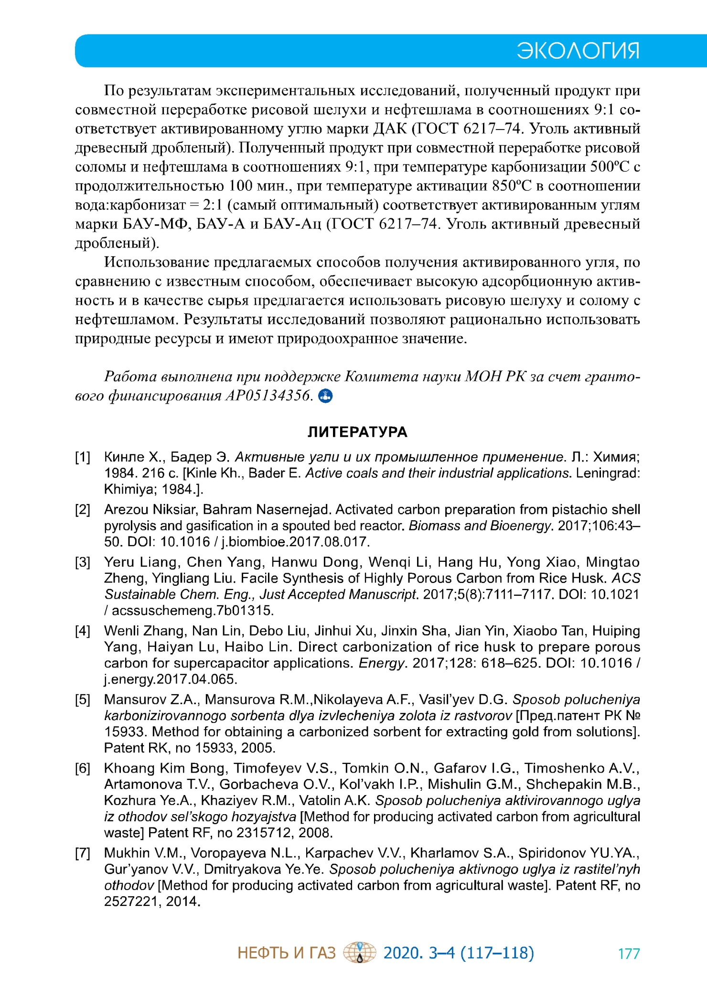 ЭКОЛОГИЯ
По результатам экспериментальных исследований, полученный продукт при
совместной переработке рисовой шелухи и нефтешлама в соотношениях 9:1 со-
ответствует активированному углю марки ДАК (ГОСТ 6217–74. Уголь активный
древесный дробленый). Полученный продукт при совместной переработке рисовой
соломы и нефтешлама в соотношениях 9:1, при температуре карбонизации 500ºС с
продолжительностью 100 мин., при температуре активации 850ºС в соотношении
вода:карбонизат = 2:1 (самый оптимальный) соответствует активированным углям
марки БАУ-МФ, БАУ-А и БАУ-Ац (ГОСТ 6217–74. Уголь активный древесный
дробленый).
Использование предлагаемых способов получения активированного угля, по
сравнению с известным способом, обеспечивает высокую адсорбционную актив-
ность и в качестве сырья предлагается использовать рисовую шелуху и солому с
нефтешламом. Результаты исследований позволяют рационально использовать
природные ресурсы и имеют природоохранное значение.
Работа выполнена при поддержке Комитета науки МОН РК за счет гранто-
вого финансирования АР05134356.
ЛИТЕРАТУРА
[1] Кинле Х., Бадер Э. Активные угли и их промышленное применение. Л.: Химия;
1984. 216 с. [Kinle Kh., Bader E. Active coals and their industrial applications. Leningrad:
Khimiya; 1984.].
[2] Arezou Niksiar, Bahram Nasernejad. Activated carbon preparation from pistachio shell
pyrolysis and gasification in a spouted bed reactor. Biomass and Bioenergy. 2017;106:43–
50. DOI: 10.1016 / j.biombioe.2017.08.017.
[3] Yeru Liang, Chen Yang, Hanwu Dong, Wenqi Li, Hang Hu, Yong Xiao, Mingtao
Zheng, Yingliang Liu. Facile Synthesis of Highly Porous Carbon from Rice Husk. ACS
Sustainable Chem. Eng., Just Accepted Manuscript. 2017;5(8):7111–7117. DOI: 10.1021
/ acssuschemeng.7b01315.
[4] Wenli Zhang, Nan Lin, Debo Liu, Jinhui Xu, Jinxin Sha, Jian Yin, Xiaobo Tan, Huiping
Yang, Haiyan Lu, Haibo Lin. Direct carbonization of rice husk to prepare porous
carbon for supercapacitor applications. Energy. 2017;128: 618–625. DOI: 10.1016 /
j.energy.2017.04.065.
[5] Mansurov Z.A., Mansurova R.M.,Nikolayeva A.F., Vasil’yev D.G. Sposob polucheniya
karbonizirovannogo sorbenta dlya izvlecheniya zolota iz rastvorov [Пред.патент РК №
15933. Method for obtaining a carbonized sorbent for extracting gold from solutions].
Patent RK, no 15933, 2005.
[6] Khoang Kim Bong, Timofeyev V.S., Tomkin O.N., Gafarov I.G., Timoshenko A.V.,
Artamonova T.V., Gorbacheva O.V., Kol’vakh I.P., Mishulin G.M., Shchepakin M.B.,
Kozhura Ye.A., Khaziyev R.M., Vatolin A.K. Sposob polucheniya aktivirovannogo uglya
iz othodov sel’skogo hozyajstva [Method for producing activated carbon from agricultural
waste] Patent RF, no 2315712, 2008.
[7] Mukhin V.M., Voropayeva N.L., Karpachev V.V., Kharlamov S.A., Spiridonov YU.YA.,
Gur’yanov V.V., Dmitryakova Ye.Ye. Sposob polucheniya aktivnogo uglya iz rastitel’nyh
othodov [Method for producing activated carbon from agricultural waste]. Patent RF, no
2527221, 2014.
НЕФТЬ И ГАЗ 2020. 3–4 (117–118) 177